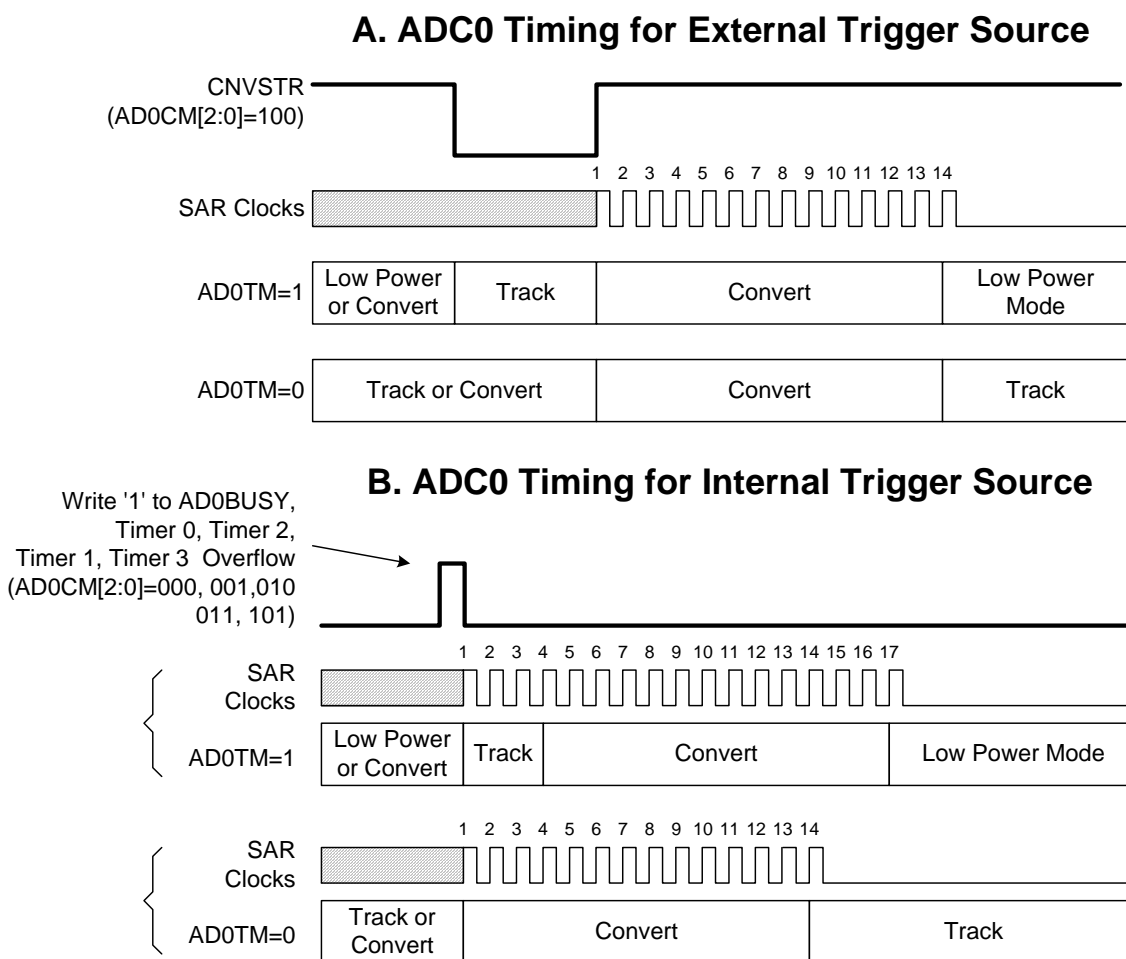 A. ADC0 Timing for External Trigger Source
CNVSTR
(AD0CM[2:0]=100)
1 2 3 4 5 6 7 8 9 10 11 12 13 14
SAR Clocks
AD0TM=1
Low Power
or Convert
Track
Convert
Low Power
Mode
AD0TM=0
Track or Convert
Convert
Track
B. ADC0 Timing for Internal Trigger Source
Write '1' to AD0BUSY,
Timer 0, Timer 2,
Timer 1, Timer 3 Overflow
(AD0CM[2:0]=000, 001,010
011, 101)
1 2 3 4 5 6 7 8 9 10 11 12 13 14 15 16 17
SAR
Clocks
AD0TM=1
Low Power
or Convert
Track
Convert
Low Power Mode
1 2 3 4 5 6 7 8 9 10 11 12 13 14
SAR
Clocks
AD0TM=0
Track or
Convert
Convert
Track